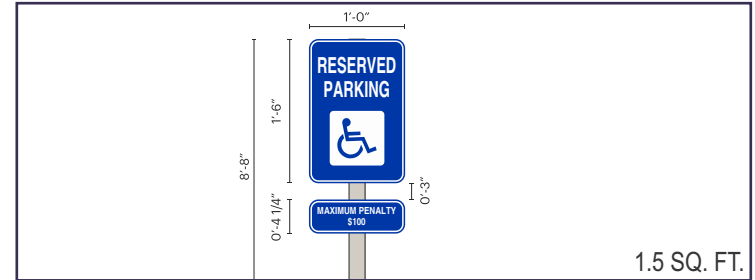 1'-0"
RESERVED
PARKING
1'-6"
8'-8"
0'-3"
MAXIMUM PENALTY
$100
0'-4 1/4"
1.5 SQ. FT.